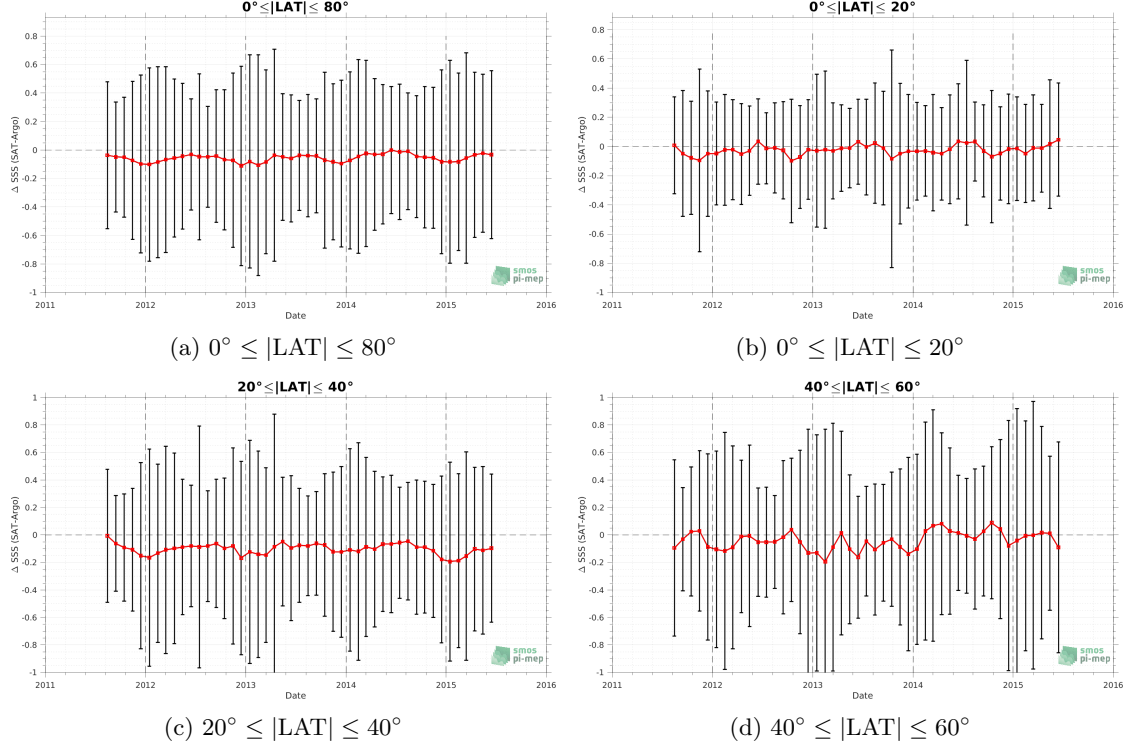 0°≤|LAT|≤ 80°
0.8
0.6
0.4
0.2
0
-0.2
-0.4
-0.6
-0.8
-1
Δ SSS (SAT-Argo)
2011
2012
2013
2014
2015
2016
Date
smos
pi-mep
(a) 0° ≤ |LAT| ≤ 80°
0°≤|LAT|≤ 20°
0.8
0.6
0.4
0.2
0
-0.2
-0.4
-0.6
-0.8
-1
Δ SSS (SAT-Argo)
2011
2012
2013
2014
2015
2016
Date
smos
pi-mep
(b) 0° ≤ |LAT| ≤ 20°
20°≤|LAT|≤ 40°
1
0.8
0.6
0.4
0.2
0
-0.2
-0.4
-0.6
-0.8
-1
Δ SSS (SAT-Argo)
2011
2012
2013
2014
2015
2016
Date
smos
pi-mep
(c) 20° ≤ |LAT| ≤ 40°
40°≤|LAT|≤ 60°
1
0.8
0.6
0.4
0.2
0
-0.2
-0.4
-0.6
-0.8
-1
Δ SSS (SAT-Argo)
2011
2012
2013
2014
2015
2016
Date
smos
pi-mep
(d) 40° ≤ |LAT| ≤ 60°